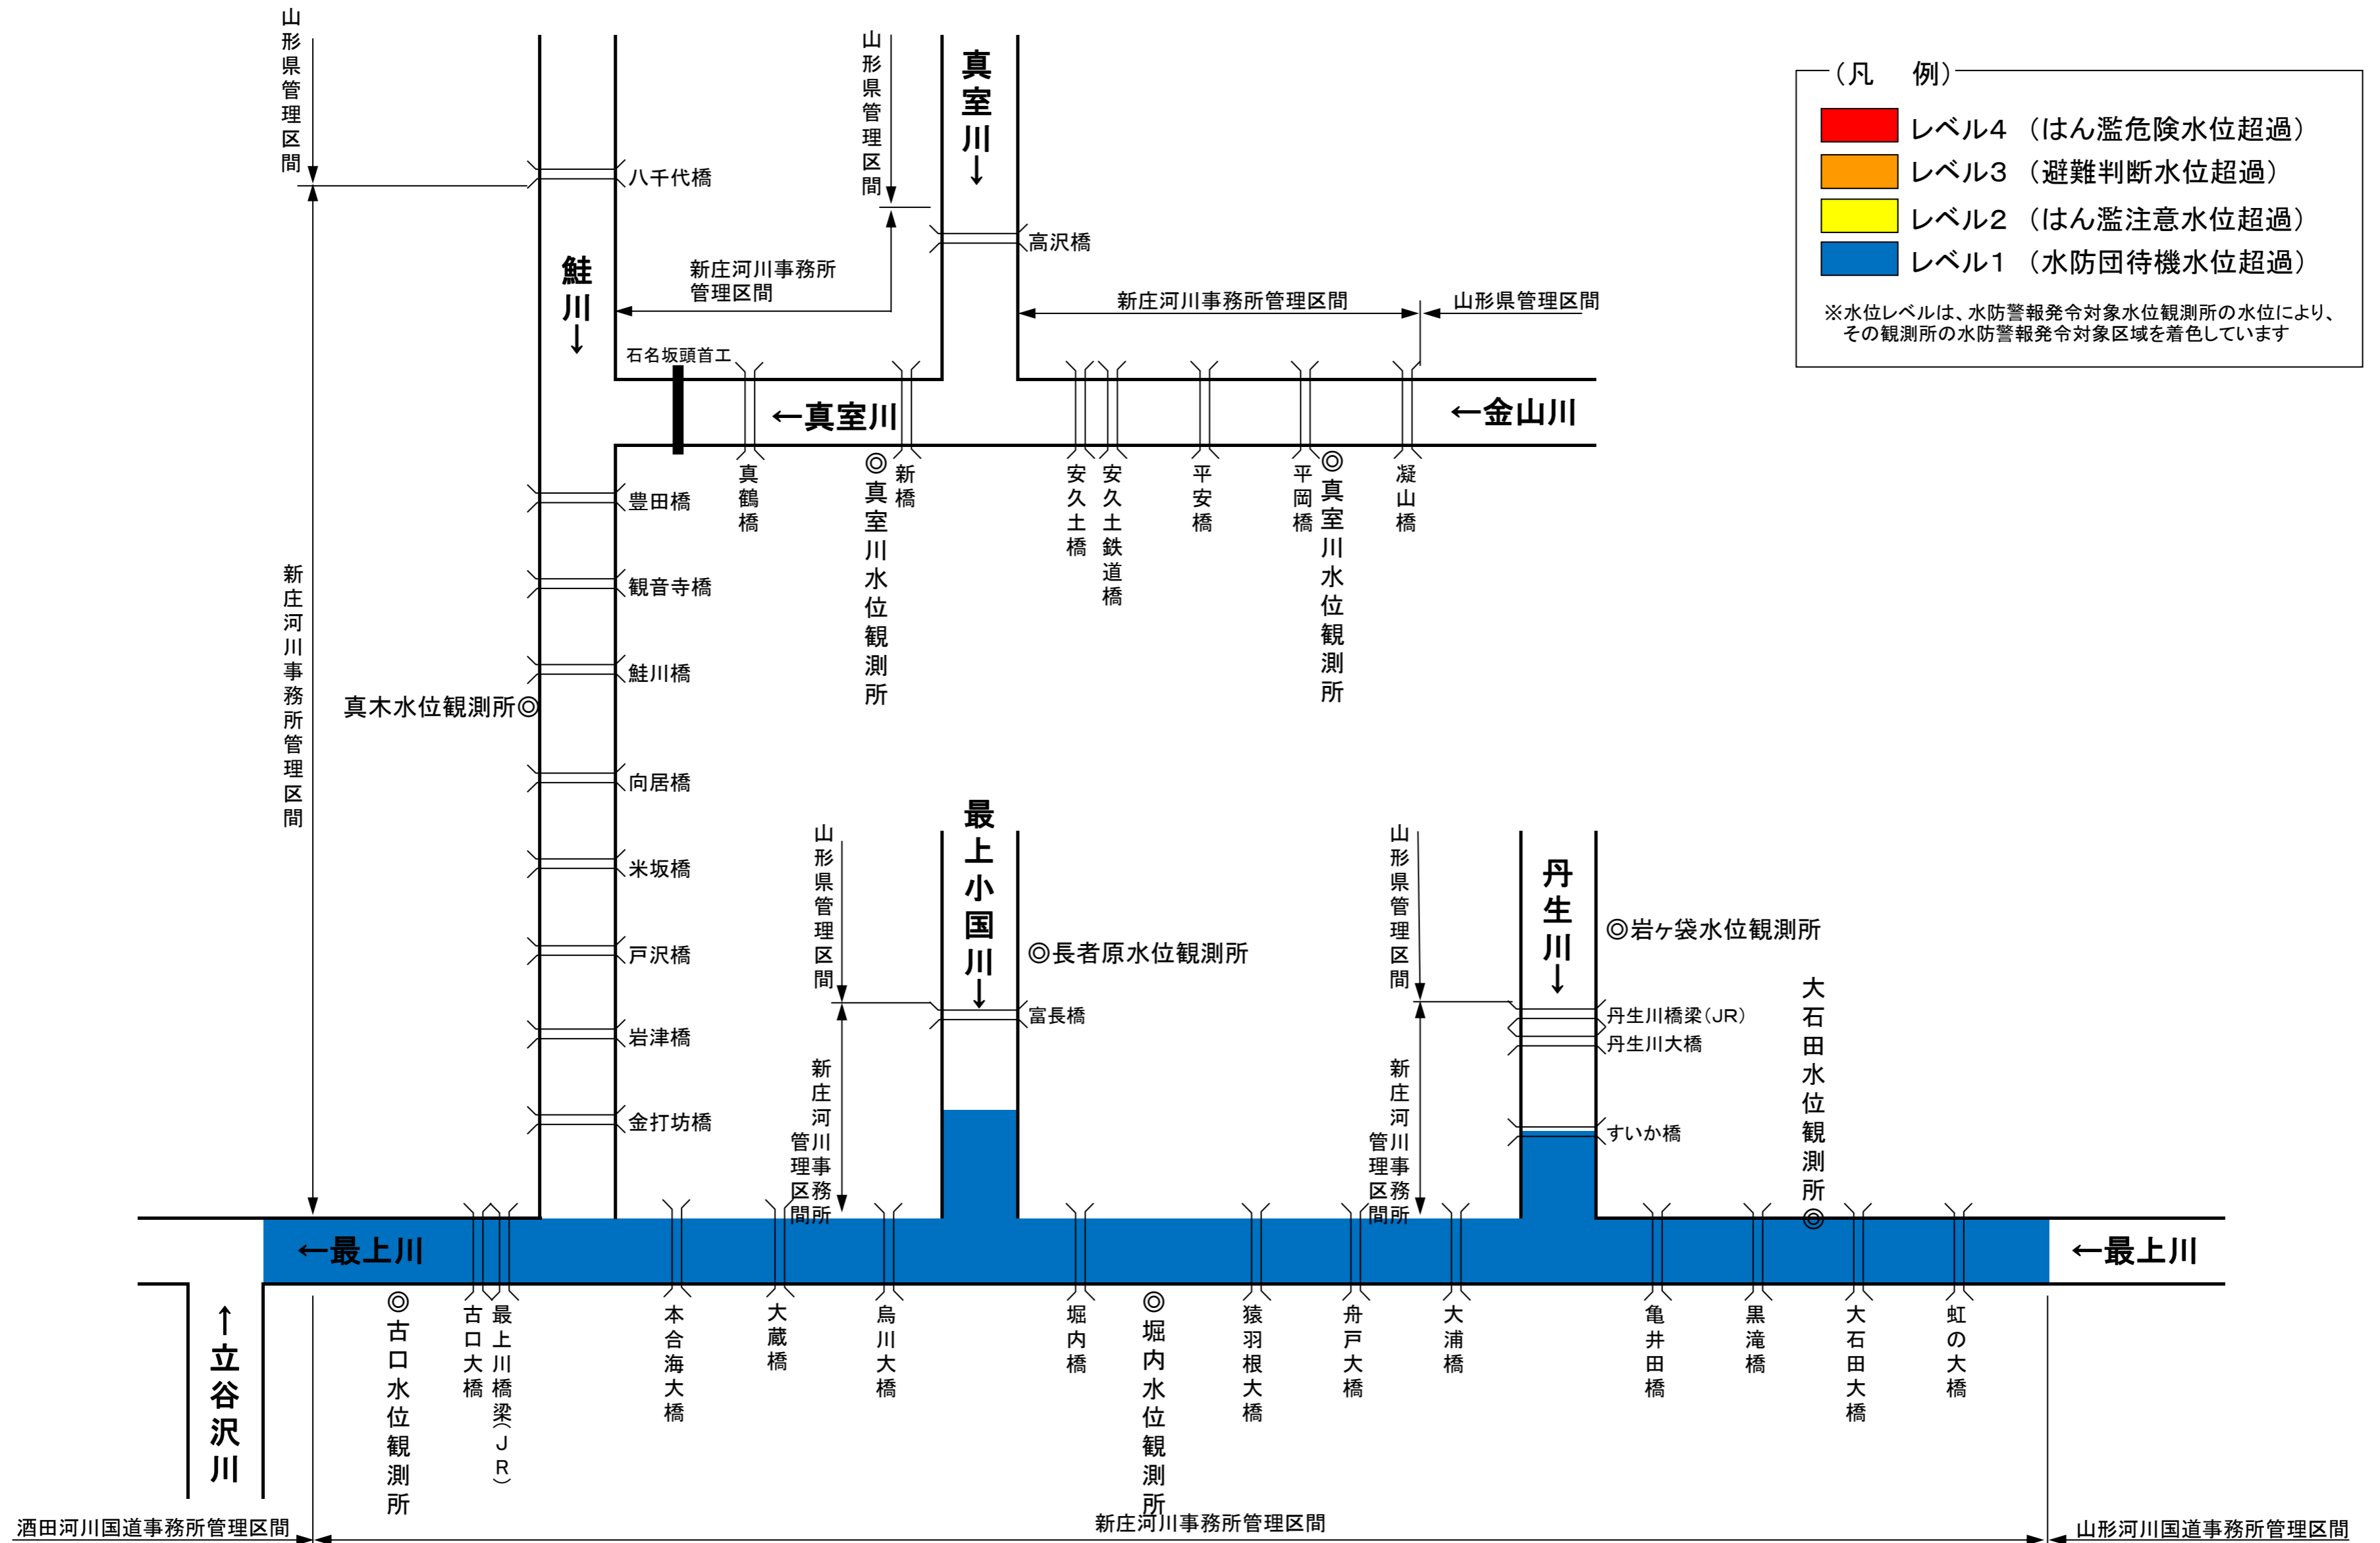 山形県管理区間
山形県管理区間
真室川↓
(凡 例)
レベル4 (はん濫危険水位超過)
レベル3 (避難判断水位超過)
レベル2 (はん濫注意水位超過)
レベル1 (水防団待機水位超過)
※水位レベルは、水防警報発令対象水位観測所の水位により、
その観測所の水防警報発令対象区域を着色しています
八千代橋
高沢橋
鮭川↓
新庄河川事務所
管理区間
新庄河川事務所管理区間
山形県管理区間
石名坂頭首工
←真室川
←金山川
真鶴橋
◎真室川水位観測所
新橋
安久土橋
安久土鉄道橋
平安橋
平岡橋
◎真室川水位観測所
凝山橋
豊田橋
観音寺橋
鮭川橋
真木水位観測所◎
新庄河川事務所管理区間
向居橋
米坂橋
戸沢橋
岩津橋
金打坊橋
山形県管理区間
最上小国川↓
◎長者原水位観測所
富長橋
新庄河川事務所
管理区間
山形県管理区間
丹生川↓
◎岩ヶ袋水位観測所
丹生川橋梁(JR)
丹生川大橋
すいか橋
新庄河川事務所
管理区間
大石田水位観測所◎
←最上川
←最上川
↑立谷沢川
◎古口水位観測所
古口大橋
最上川橋梁(JR)
本合海大橋
大蔵橋
烏川大橋
堀内橋
◎堀内水位観測所
猿羽根大橋
舟戸大橋
大浦橋
亀井田橋
黒滝橋
大石田大橋
虹の大橋
酒田河川国道事務所管理区間
新庄河川事務所管理区間
山形河川国道事務所管理区間